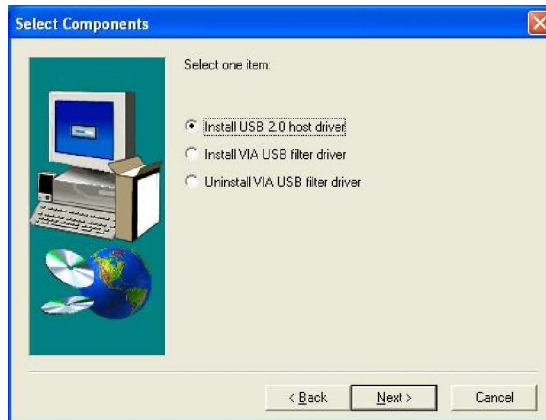 Select Components
Select one item:
Install USB 2.0 host driver
Install VIA USB filter driver
Uninstall VIA USB filter driver
< Back
Next >
Cancel